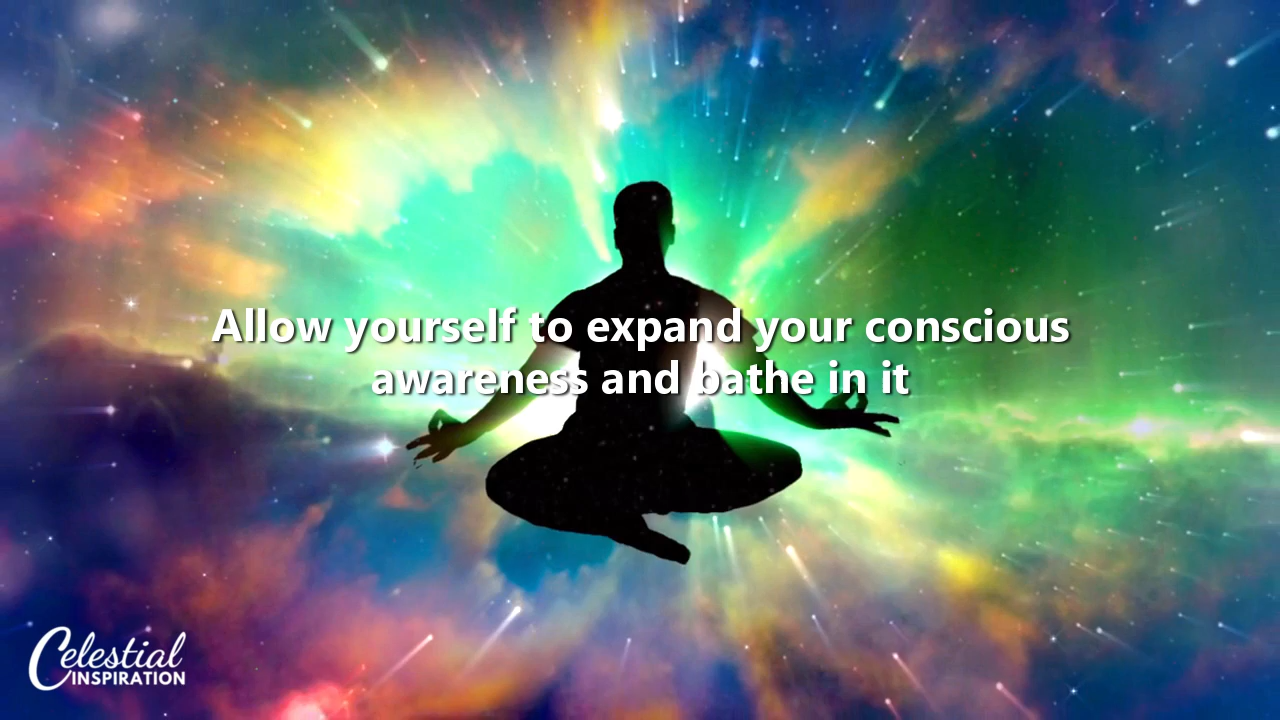 Allow yourself to expand your conscious
awareness and bathe in it
Celestial
INSPIRATION